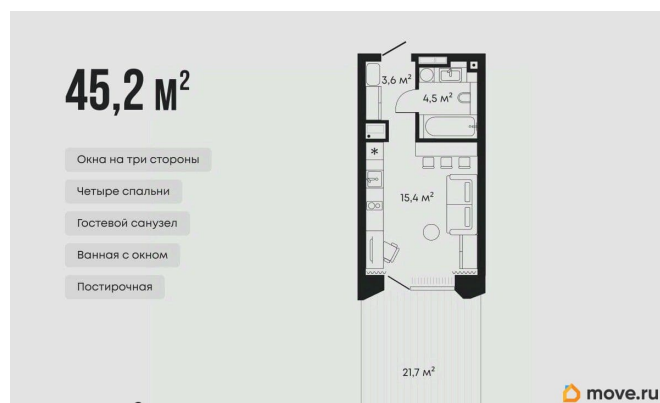 45,2 м²
Окна на три стороны
Четыре спальни
Гостевой санузел
Ванная с окном
Постирочная
3,6 м²
4,5 м²
15,4 м²
21,7 м²
move.ru